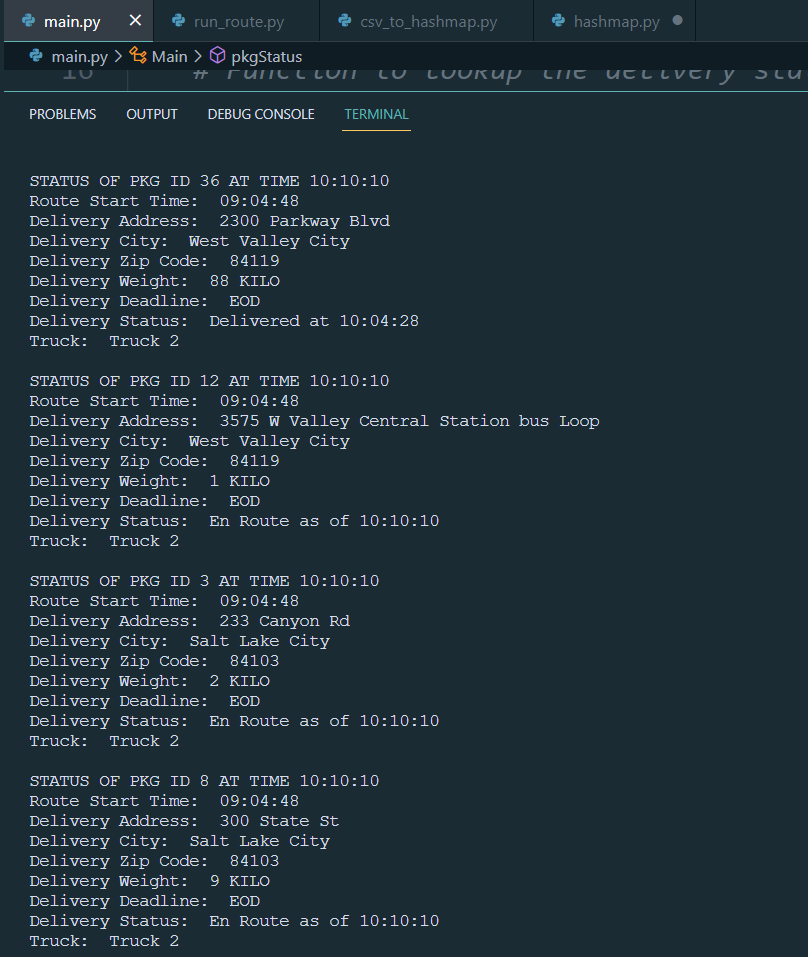 main.py × run_route.py csv_to_hashmap.py hashmap.py
main.py > Main > pkgStatus
16 # Function to lookup the delivery sta
PROBLEMS OUTPUT DEBUG CONSOLE TERMINAL
STATUS OF PKG ID 36 AT TIME 10:10:10
Route Start Time:  09:04:48
Delivery Address:  2300 Parkway Blvd
Delivery City:  West Valley City
Delivery Zip Code:  84119
Delivery Weight:  88 KILO
Delivery Deadline:  EOD
Delivery Status:  Delivered at 10:04:28
Truck:  Truck 2
STATUS OF PKG ID 12 AT TIME 10:10:10
Route Start Time:  09:04:48
Delivery Address:  3575 W Valley Central Station bus Loop
Delivery City:  West Valley City
Delivery Zip Code:  84119
Delivery Weight:  1 KILO
Delivery Deadline:  EOD
Delivery Status:  En Route as of 10:10:10
Truck:  Truck 2
STATUS OF PKG ID 3 AT TIME 10:10:10
Route Start Time:  09:04:48
Delivery Address:  233 Canyon Rd
Delivery City:  Salt Lake City
Delivery Zip Code:  84103
Delivery Weight:  2 KILO
Delivery Deadline:  EOD
Delivery Status:  En Route as of 10:10:10
Truck:  Truck 2
STATUS OF PKG ID 8 AT TIME 10:10:10
Route Start Time:  09:04:48
Delivery Address:  300 State St
Delivery City:  Salt Lake City
Delivery Zip Code:  84103
Delivery Weight:  9 KILO
Delivery Deadline:  EOD
Delivery Status:  En Route as of 10:10:10
Truck:  Truck 2